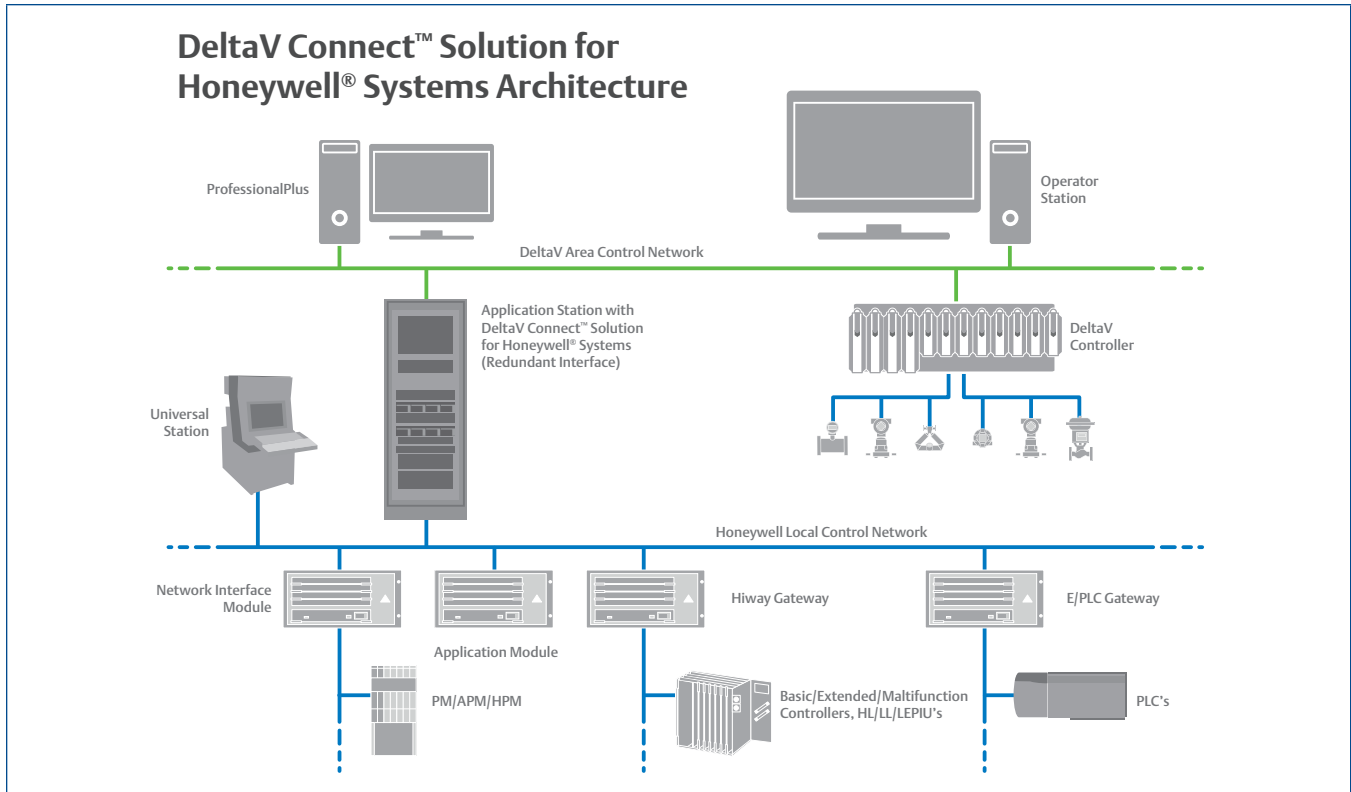 DeltaV Connect™ Solution for
Honeywell® Systems Architecture
ProfessionalPlus
Operator
Station
DeltaV Area Control Network
Application Station with
DeltaV Connect™ Solution
for Honeywell® Systems
(Redundant Interface)
DeltaV
Controller
Universal
Station
Honeywell Local Control Network
Network Interface
Module
Hiway Gateway
E/PLC Gateway
Application Module
PM/APM/HPM
Basic/Extended/Maltifunction
Controllers, HL/LL/LEPIU's
PLC's